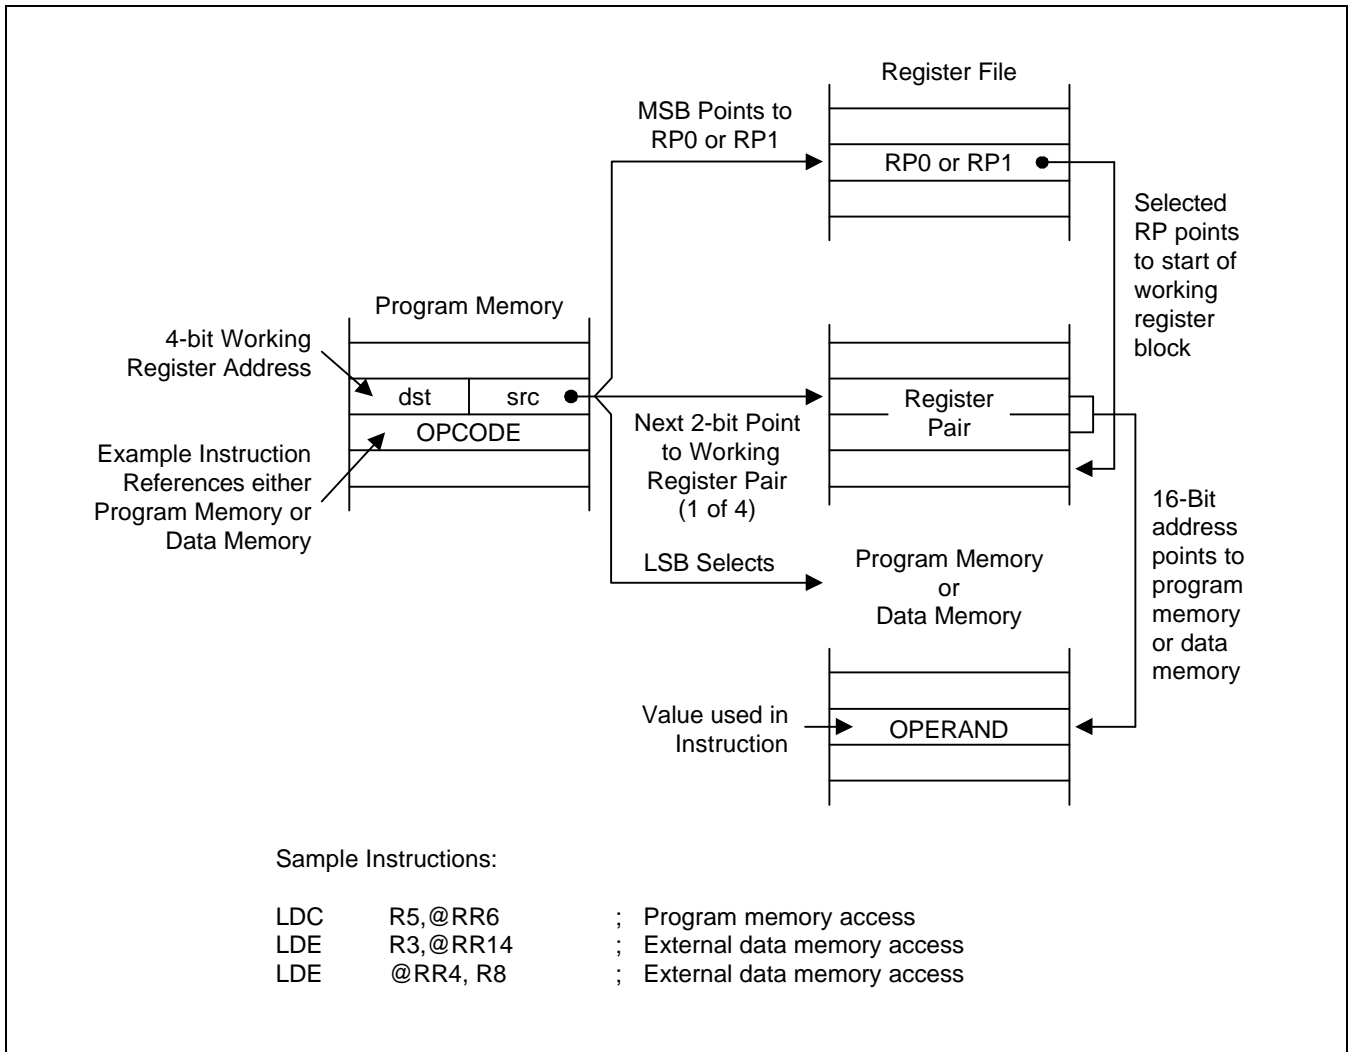 Register File
MSB Points to
RP0 or RP1
RP0 or RP1
Selected
RP points
to start of
working
register
block
Program Memory
4-bit Working
Register Address
dst
src
OPCODE
Example Instruction
References either
Program Memory or
Data Memory
Next 2-bit Point
to Working
Register Pair
(1 of 4)
Register
Pair
LSB Selects
Program Memory
or
Data Memory
16-Bit
address
points to
program
memory
or data
memory
Value used in
Instruction
OPERAND
Sample Instructions:
LDC R5,@RR6 ; Program memory access
LDE R3,@RR14 ; External data memory access
LDE @RR4, R8 ; External data memory access